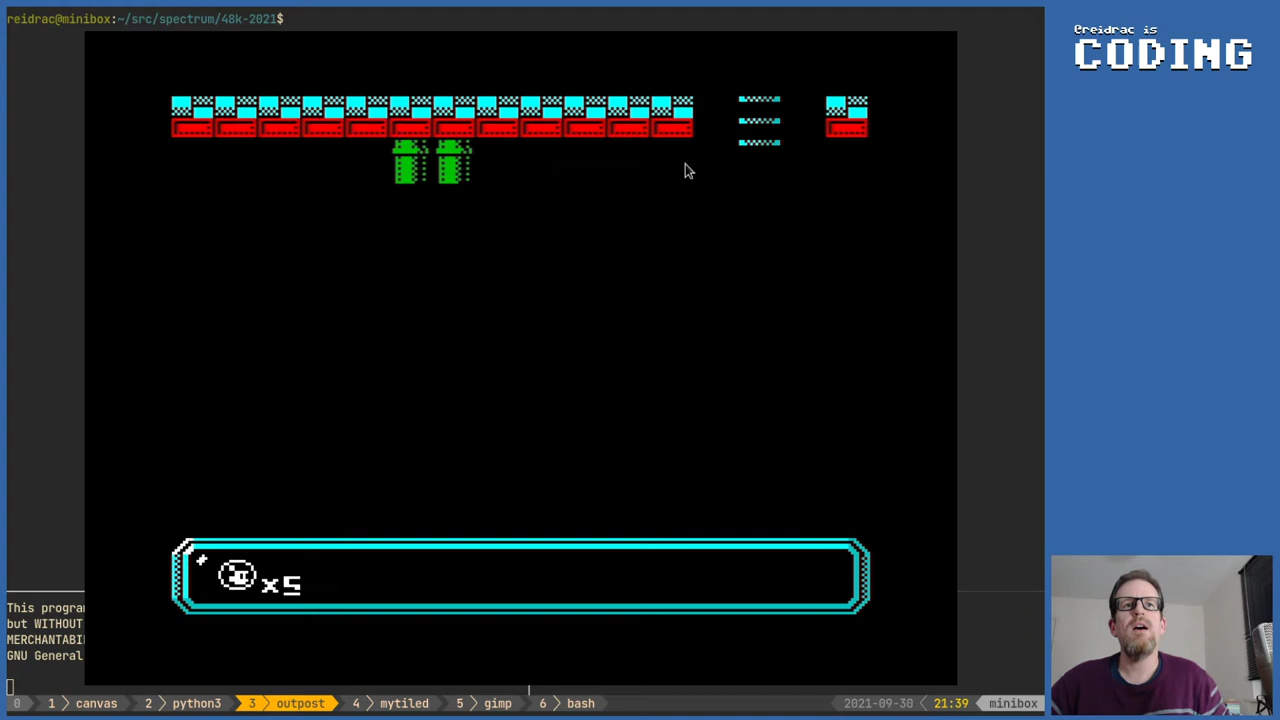 reidrac@minibox:~/src/spectrum/48k-2021$
@reidrac is
CODING
x5
This progra
but WITHOUT
MERCHANTABI
GNU General
0 1 canvas 2 python3 3 outpost 4 mytiled 5 gimp 6 bash 2021-09-30 21:39 minibox